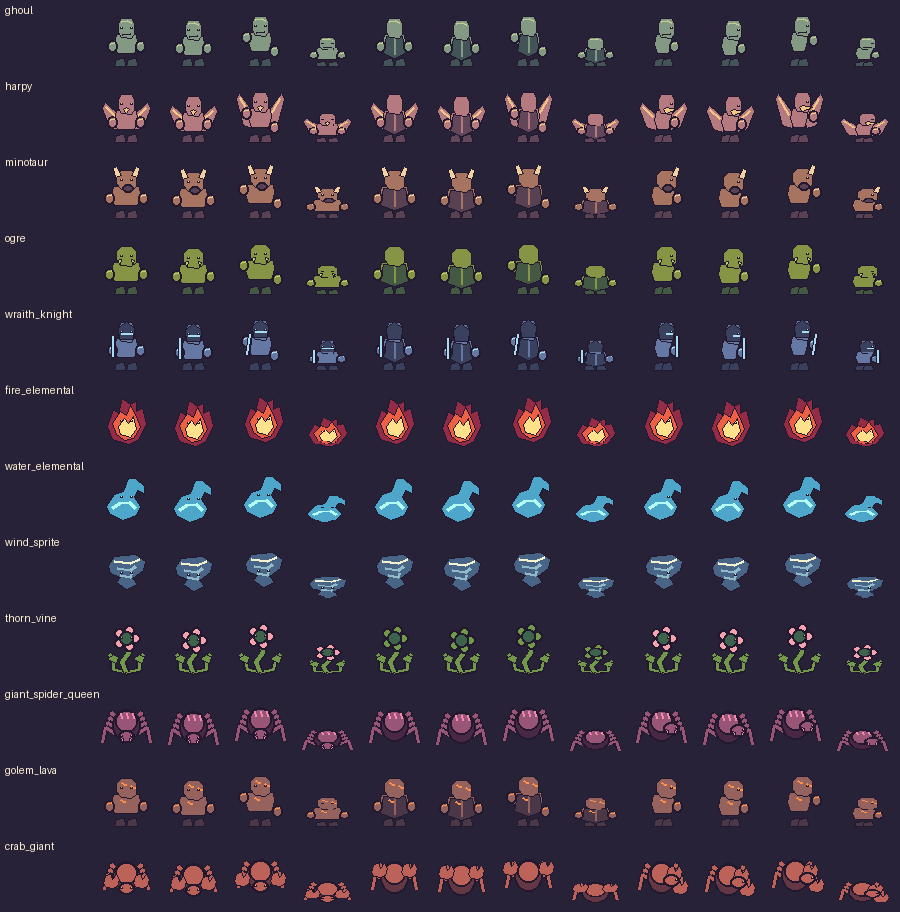 ghoul
harpy
minotaur
ogre
wraith_knight
fire_elemental
water_elemental
wind_sprite
thorn_vine
giant_spider_queen
golem_lava
crab_giant